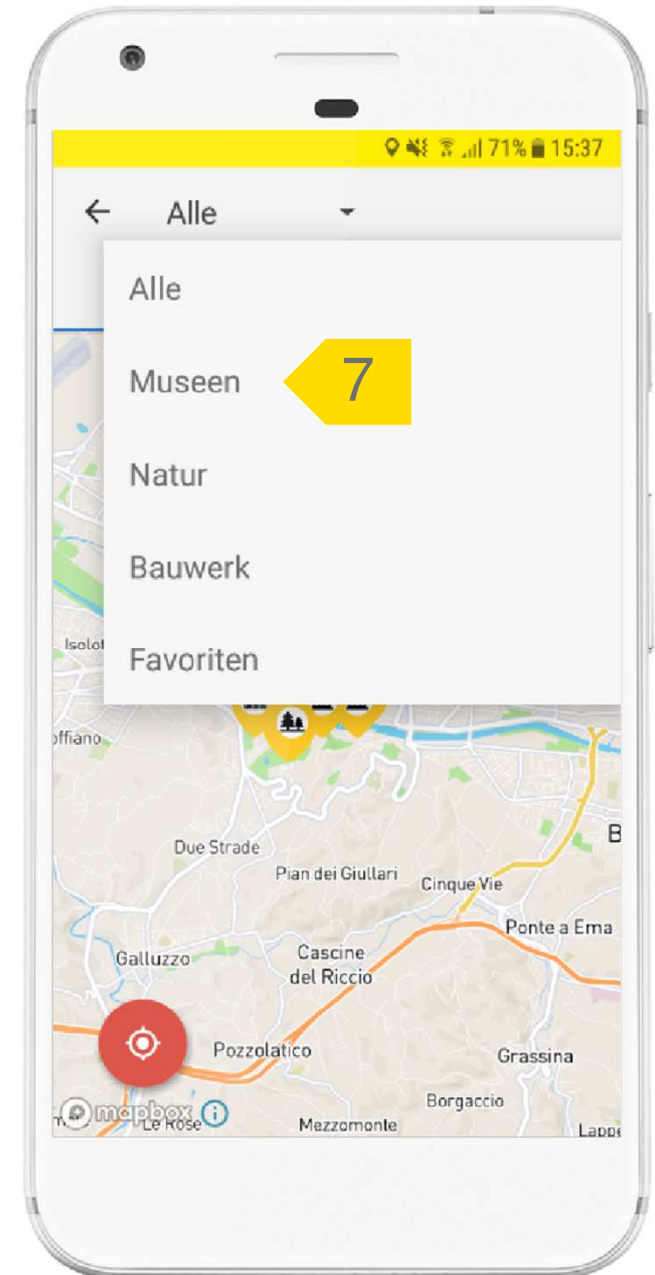 71% 15:37
Alle
Alle
Museen
7
Natur
Bauwerk
Favoriten
Isolot
offiano
Due Strade
B
Pian dei Giullari
Cinque Vie
Ponte a Ema
Galluzzo
Cascine
del Riccio
Pozzolatico
Grassina
Borgaccio
mapbox
Le Rose
Mezzomonte
Lappe